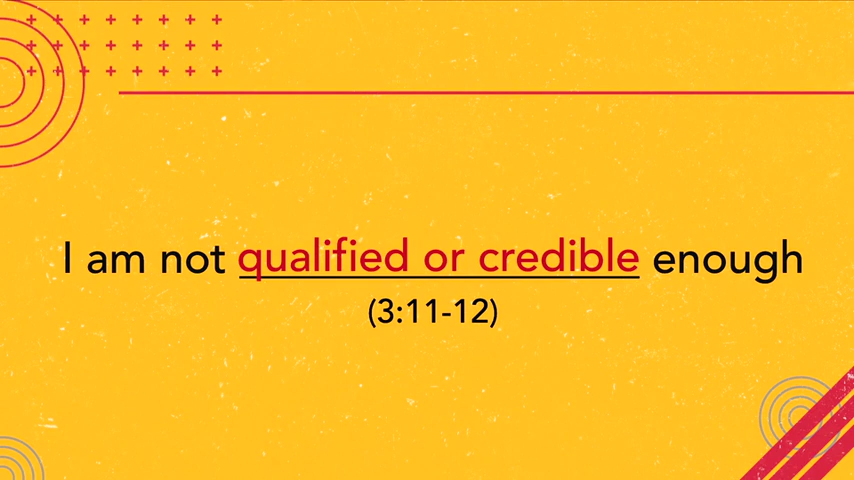 I am not qualified or credible enough
(3:11-12)